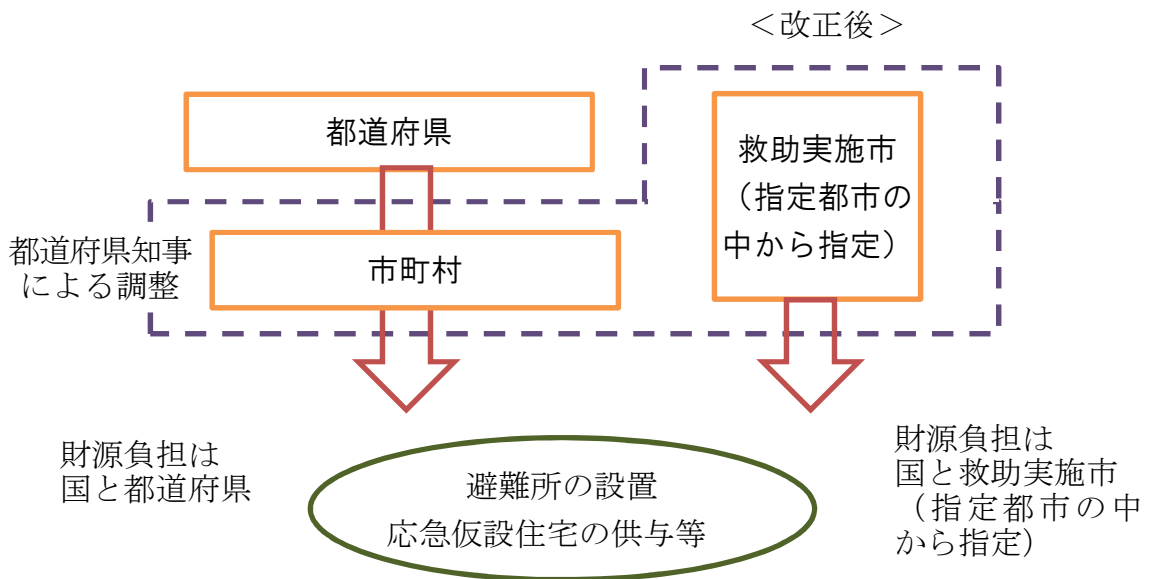 ＜改正後＞
都道府県
救助実施市
（指定都市の
中から指定）
都道府県知事
による調整
市町村
財源負担は
国と都道府県
避難所の設置
応急仮設住宅の供与等
財源負担は
国と救助実施市
（指定都市の中
から指定）